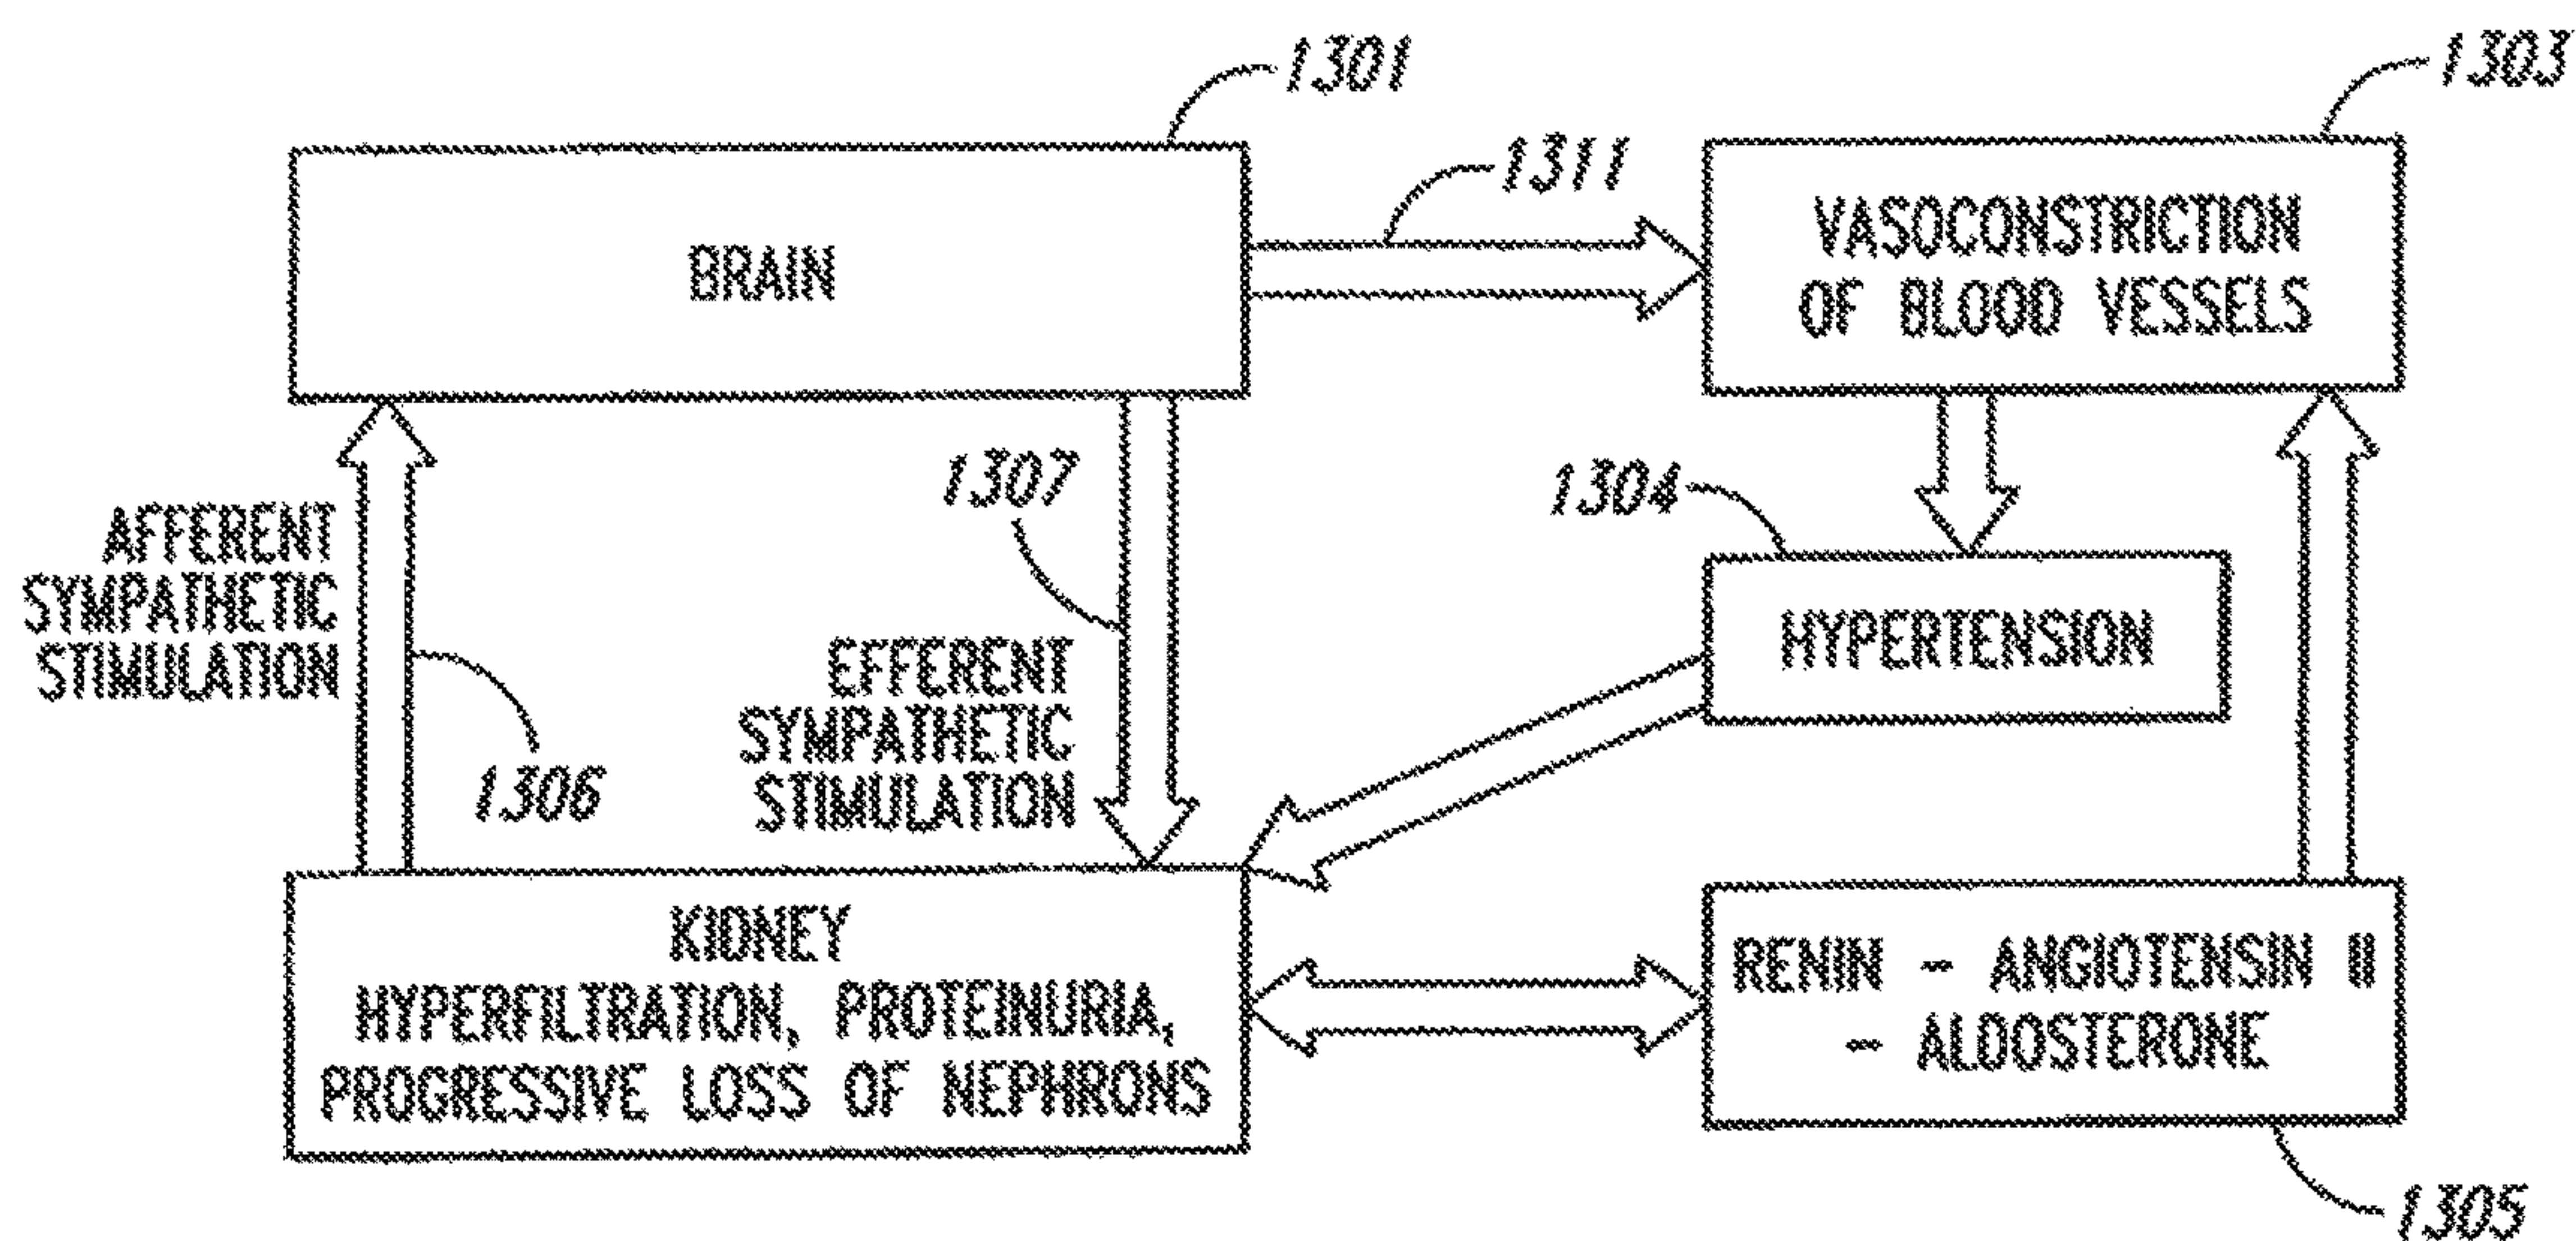 1301
1303
1311
BRAIN
VASOCONSTRICTION
OF BLOOD VESSELS
1307
1304
AFFERENT
SYMPATHETIC
STIMULATION
HYPERTENSION
EFFERENT
SYMPATHETIC
STIMULATION
1306
KIDNEY
HYPERFILTRATION, PROTEINURIA,
PROGRESSIVE LOSS OF NEPHRONS
RENIN - ANGIOTENSIN II
- ALDOSTERONE
1305